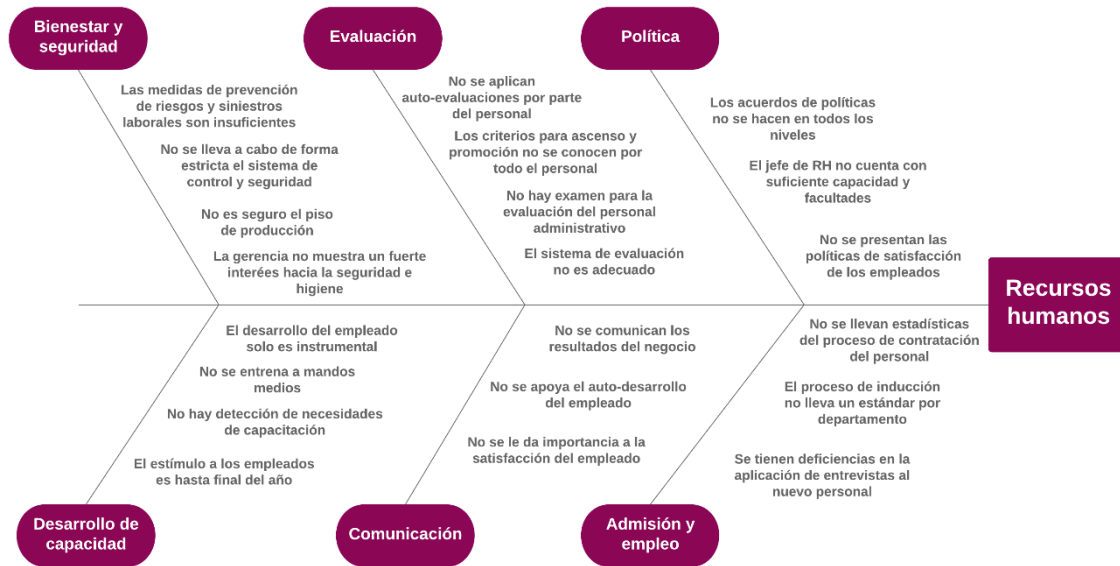 Bienestar y
seguridad
Evaluación
Política
Las medidas de prevención
de riesgos y siniestros
laborales son insuficientes
No se lleva a cabo de forma
estricta el sistema de
control y seguridad
No es seguro el piso
de producción
La gerencia no muestra un fuerte
interées hacia la seguridad e
higiene
No se aplican
auto-evaluaciones por parte
del personal
Los criterios para ascenso y
promoción no se conocen por
todo el personal
No hay examen para la
evaluación del personal
administrativo
El sistema de evaluación
no es adecuado
Los acuerdos de políticas
no se hacen en todos los
niveles
El jefe de RH no cuenta con
suficiente capacidad y
facultades
No se presentan las
políticas de satisfacción
de los empleados
Recursos
humanos
El desarrollo del empleado
solo es instrumental
No se entrena a mandos
medios
No hay detección de necesidades
de capacitación
El estímulo a los empleados
es hasta final del año
No se comunican los
resultados del negocio
No se apoya el auto-desarrollo
del empleado
No se le da importancia a la
satisfacción del empleado
No se llevan estadísticas
del proceso de contratación
del personal
El proceso de inducción
no lleva un estándar por
departamento
Se tienen deficiencias en la
aplicación de entrevistas al
nuevo personal
Desarrollo de
capacidad
Comunicación
Admisión y
empleo